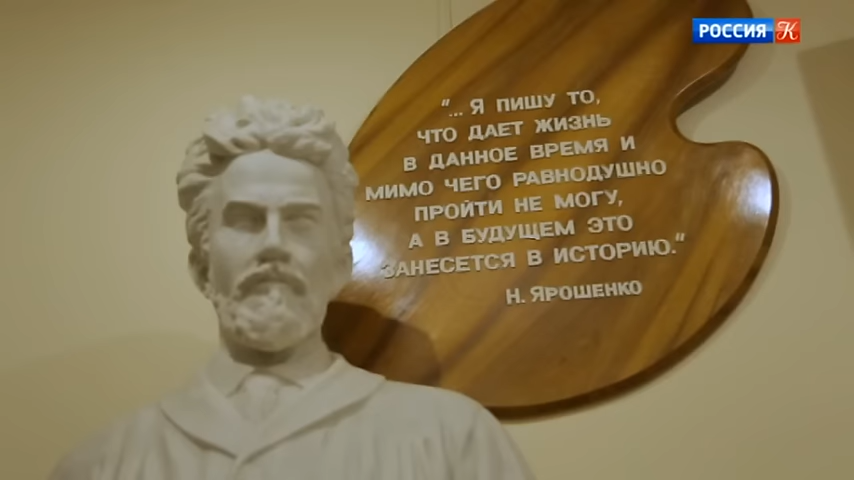 РОССИЯ К
"... Я ПИШУ ТО,
ЧТО ДАЕТ ЖИЗНЬ
В ДАННОЕ ВРЕМЯ И
МИМО ЧЕГО РАВНОДУШНО
ПРОЙТИ НЕ МОГУ,
А В БУДУЩЕМ ЭТО
ЗАНЕСЕТСЯ В ИСТОРИЮ."
Н. ЯРОШЕНКО